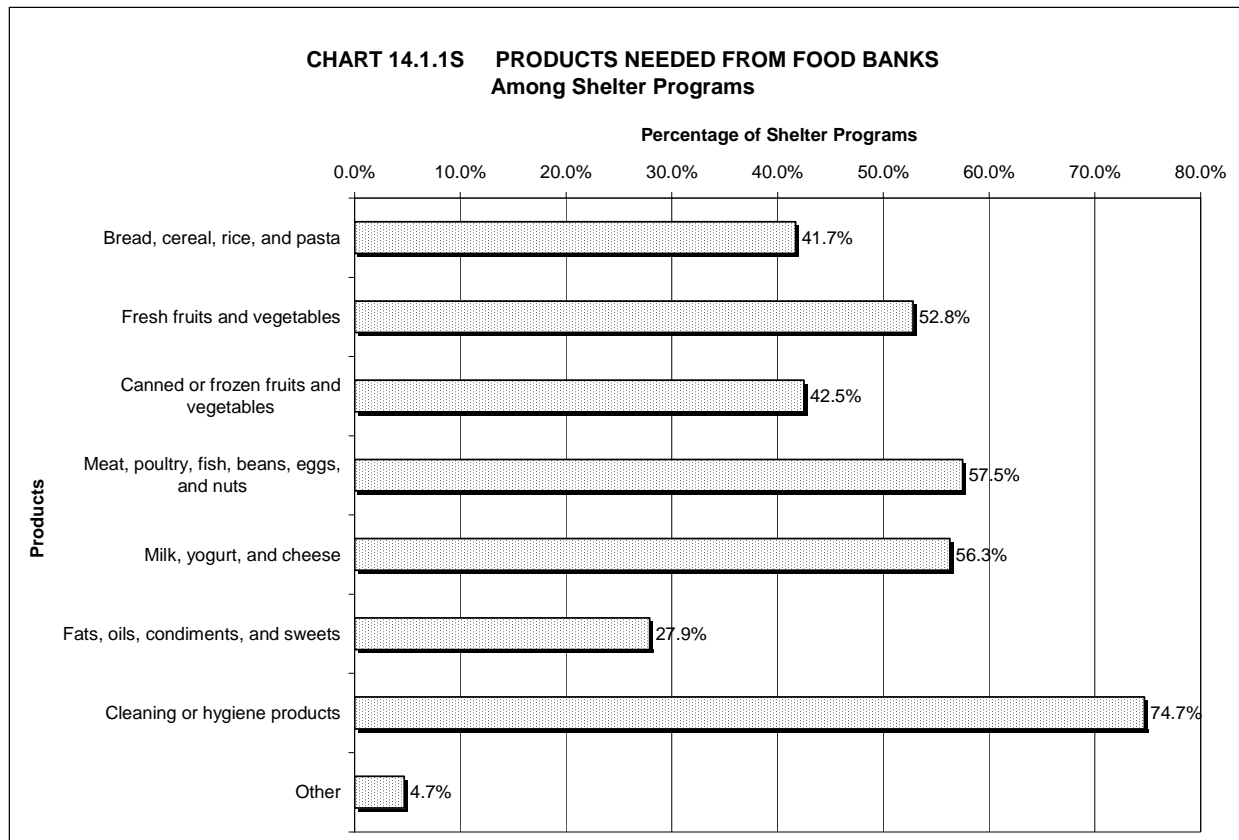 CHART 14.1.1S PRODUCTS NEEDED FROM FOOD BANKS
Among Shelter Programs
Percentage of Shelter Programs
0.0% 10.0% 20.0% 30.0% 40.0% 50.0% 60.0% 70.0% 80.0%
Products
Bread, cereal, rice, and pasta 41.7%
Fresh fruits and vegetables 52.8%
Canned or frozen fruits and
vegetables 42.5%
Meat, poultry, fish, beans, eggs,
and nuts 57.5%
Milk, yogurt, and cheese 56.3%
Fats, oils, condiments, and sweets 27.9%
Cleaning or hygiene products 74.7%
Other 4.7%